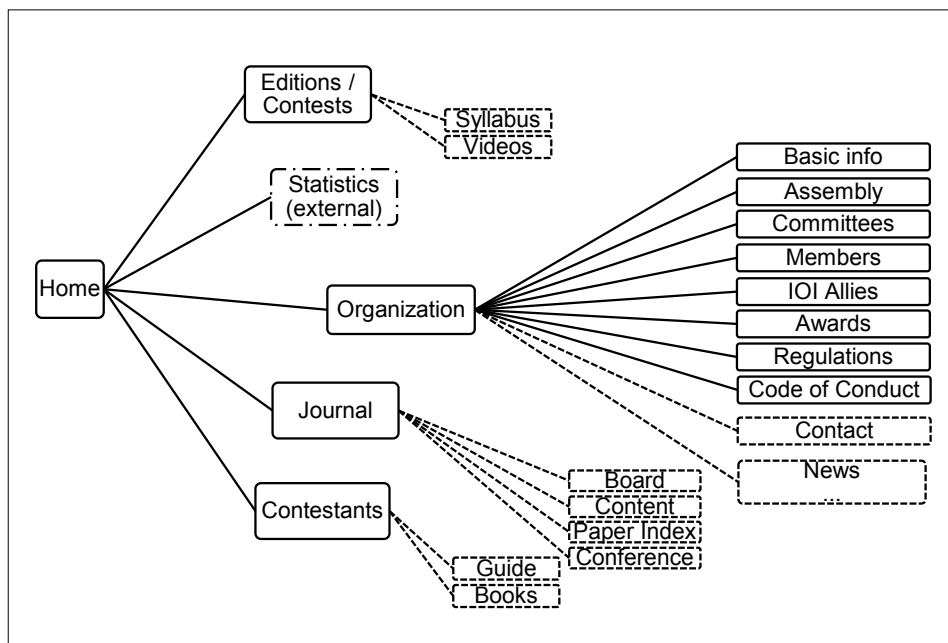 Home
Editions /
Contests
Syllabus
Videos
Statistics
(external)
Organization
Basic info
Assembly
Committees
Members
IOI Allies
Awards
Regulations
Code of Conduct
Contact
News
...
Journal
Board
Content
Paper Index
Conference
Contestants
Guide
Books